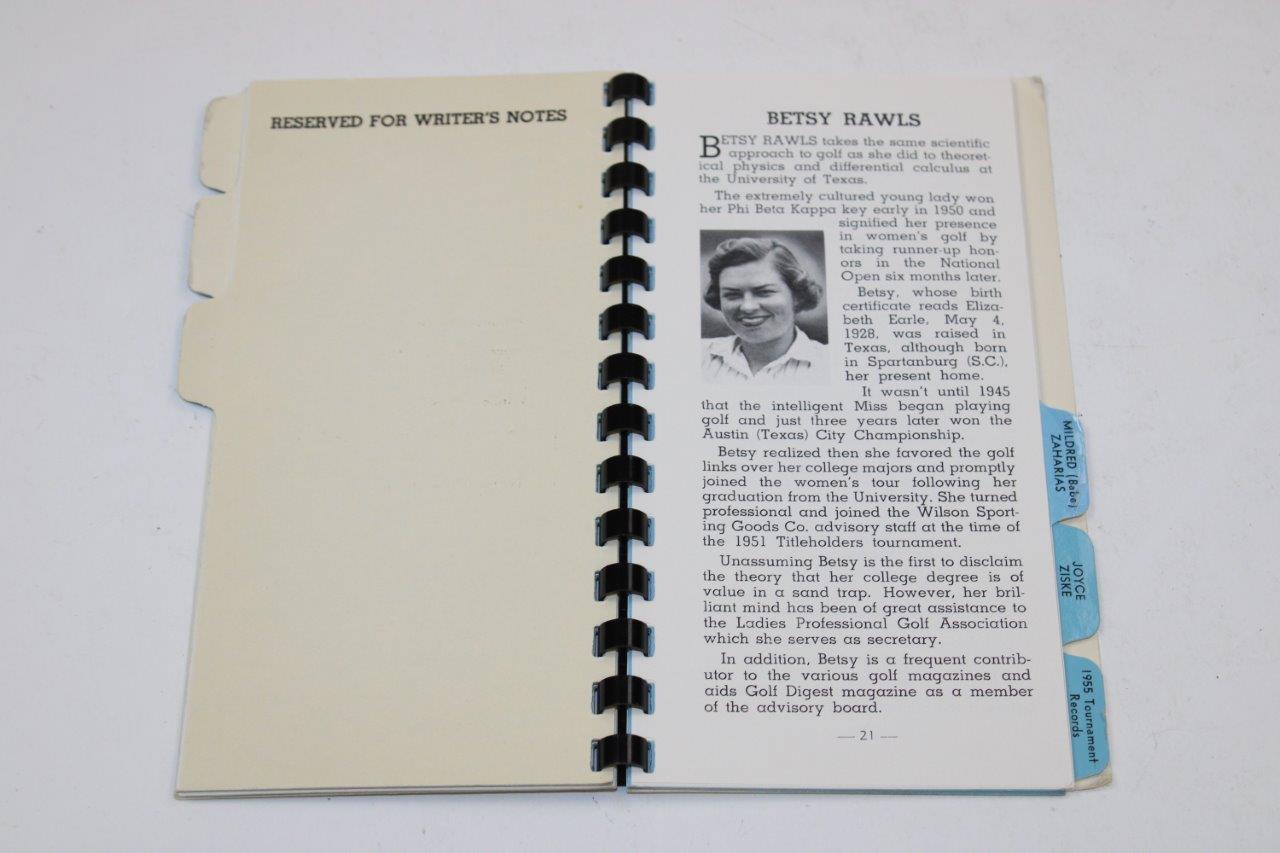 RESERVED FOR WRITER'S NOTES
BETSY RAWLS
BETSY RAWLS takes the same scientific
approach to golf as she did to theoret-
ical physics and differential calculus at
the University of Texas.
The extremely cultured young lady won
her Phi Beta Kappa key early in 1950 and
signified her presence
in women's golf by
taking runner-up hon-
ors in the National
Open six months later.
Betsy, whose birth
certificate reads Eliza-
beth Earle, May 4,
1928, was raised in
Texas, although born
in Spartanburg (S.C.),
her present home.
It wasn't until 1945
that the intelligent Miss began playing
golf and just three years later won the
Austin (Texas) City Championship.
Betsy realized then she favored the golf
links over her college majors and promptly
joined the women's tour following her
graduation from the University. She turned
professional and joined the Wilson Sport-
ing Goods Co. advisory staff at the time of
the 1951 Titleholders tournament.
Unassuming Betsy is the first to disclaim
the theory that her college degree is of
value in a sand trap. However, her bril-
liant mind has been of great assistance to
the Ladies Professional Golf Association
which she serves as secretary.
In addition, Betsy is a frequent contrib-
utor to the various golf magazines and
aids Golf Digest magazine as a member
of the advisory board.
— 21 —
MILDRED (Babe)
ZAHARIAS
JOYCE
ZISKE
1955 Tournament
Records